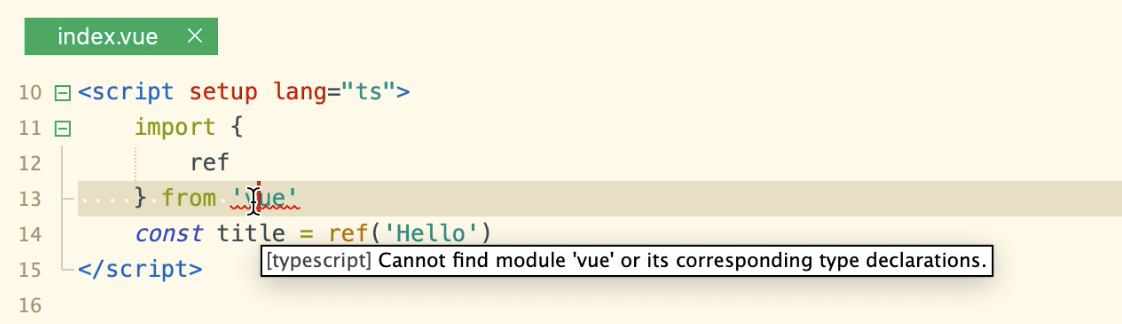 index.vue ×
10 <script setup lang="ts">
11 import {
12 ref
13 } from 'vue'
14 const title = ref('Hello')
[typescript] Cannot find module 'vue' or its corresponding type declarations.
15 </script>
16